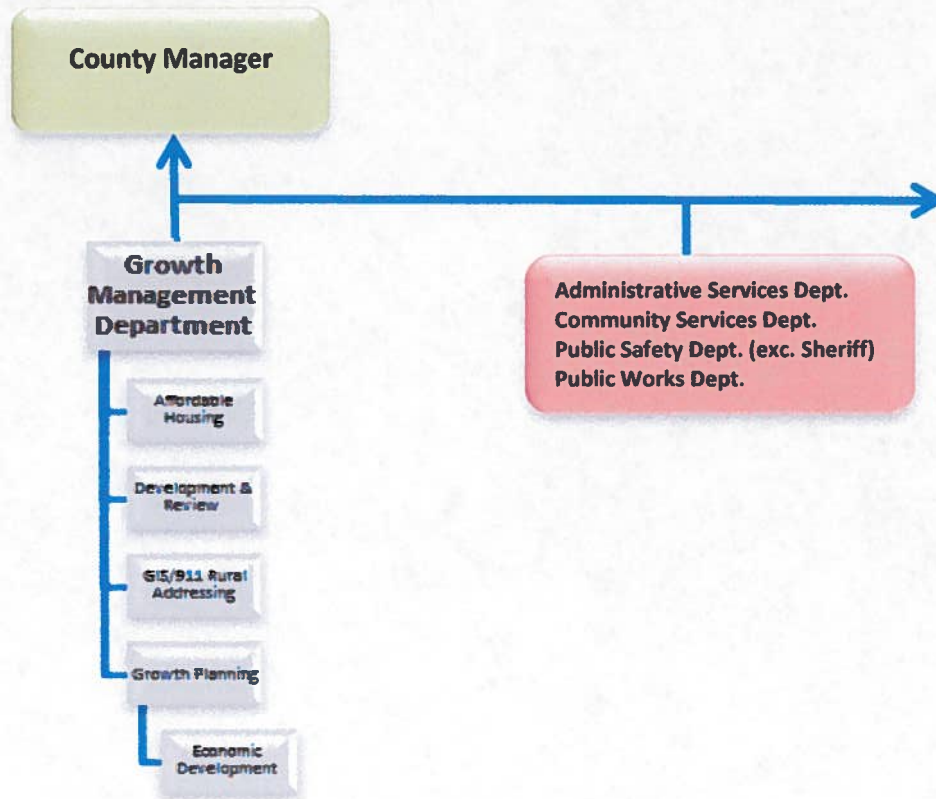 County Manager
Growth
Management
Department
Administrative Services Dept.
Community Services Dept.
Public Safety Dept. (exc. Sheriff)
Public Works Dept.
Affordable
Housing
Development &
Review
GIS/911 Rural
Addressing
Growth Planning
Economic
Development